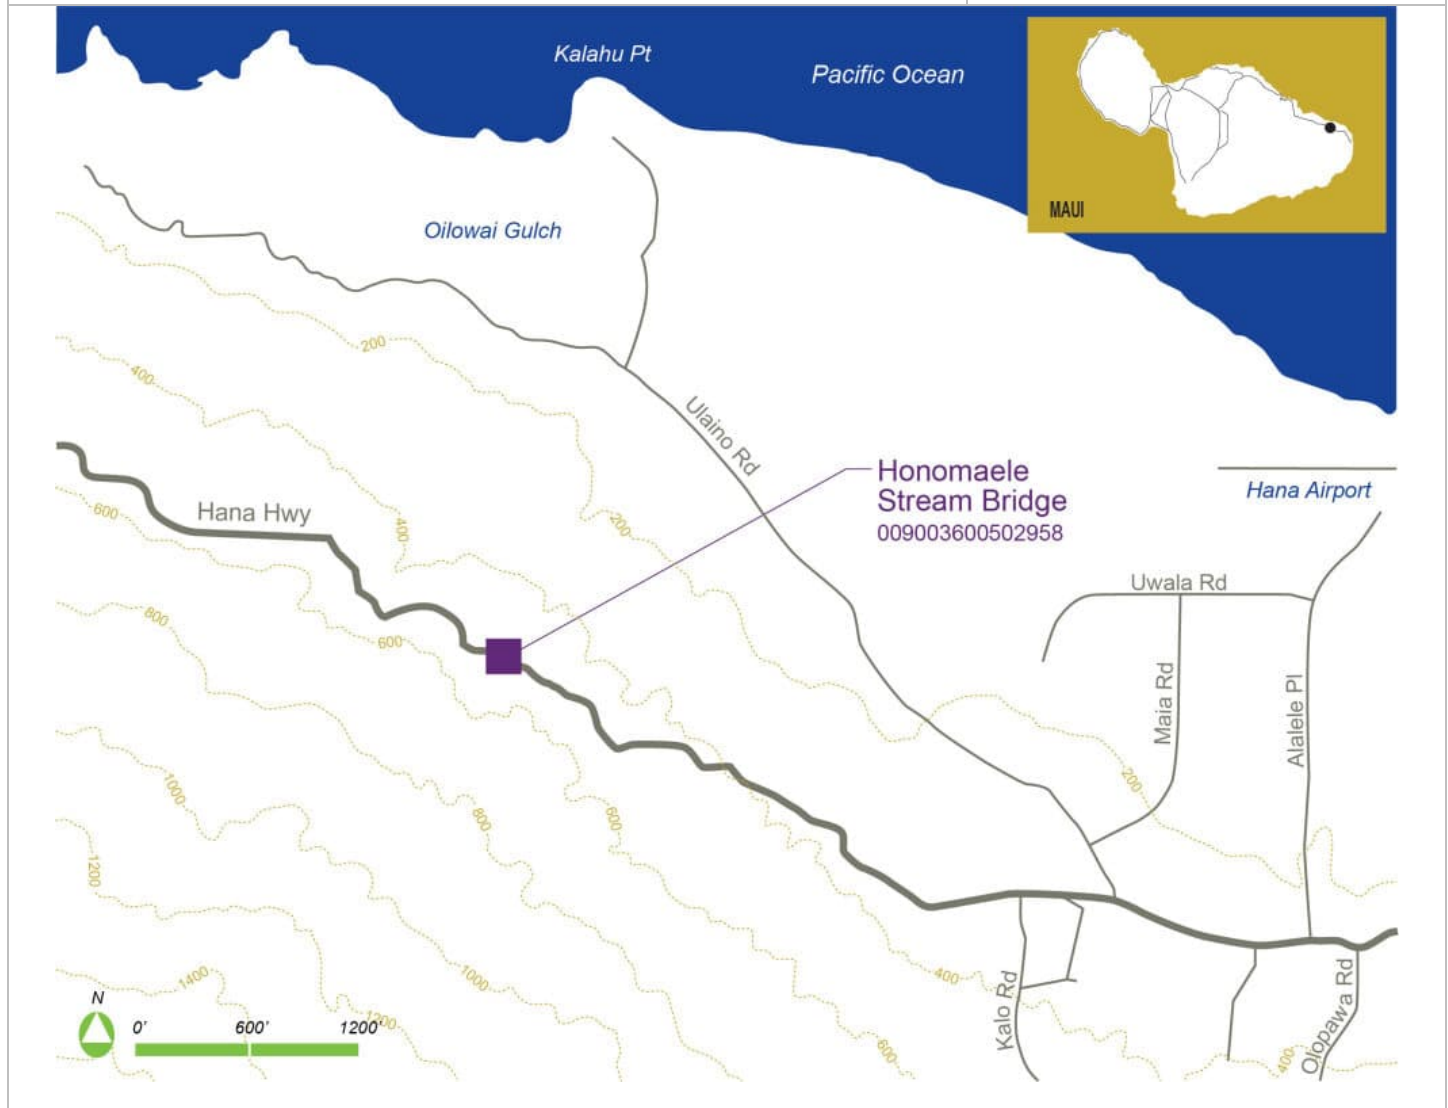 Kalahu Pt
Pacific Ocean
MAUI
Oilowai Gulch
200
400
Ulaino Rd
Honomaele
Stream Bridge
009003600502958
Hana Airport
Hana Hwy
600
400
200
Uwala Rd
800
600
Maia Rd
Alalele Pl
200
1000
800
600
1200
1400
1000
400
Kalo Rd
Olopawa Rd
N
0'
600'
1200'
1200
600
400